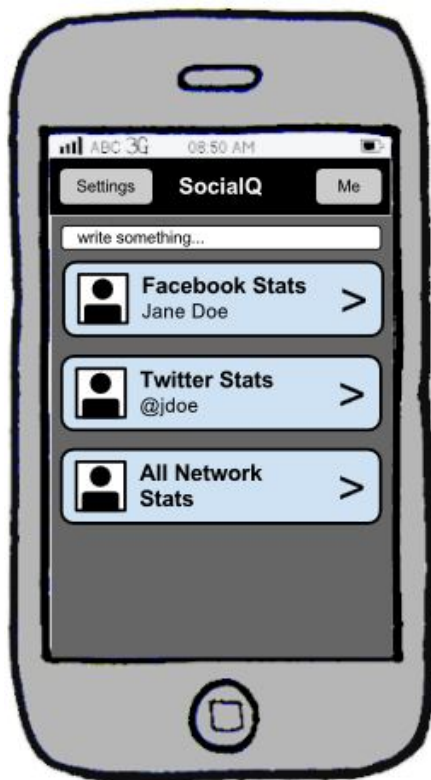 ABC 3G 08:50 AM
Settings SocialQ Me
write something...
Facebook Stats
Jane Doe
>
Twitter Stats
@jdoe
>
All Network
Stats
>